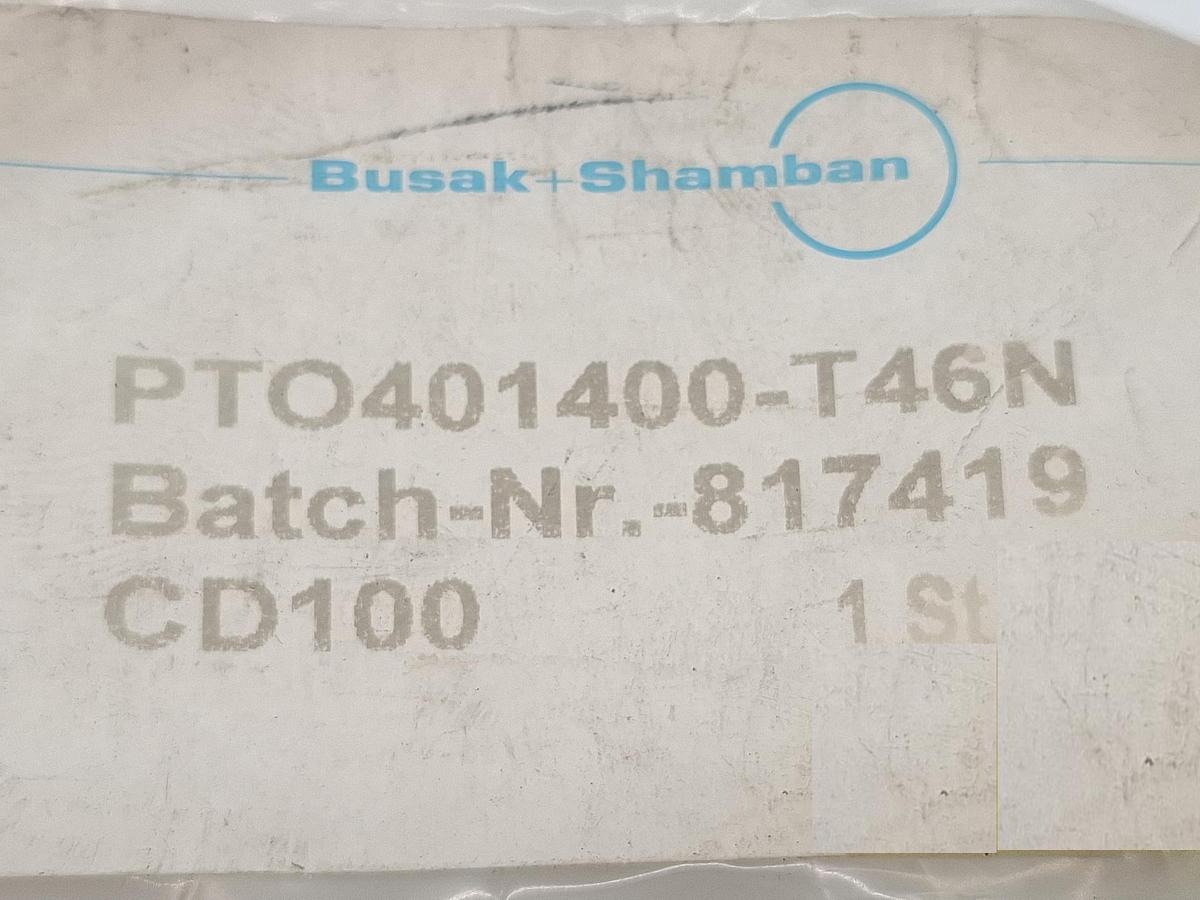 Busak+Shamban
PTO401400-T46N
Batch-Nr.-817419
CD100 1 St